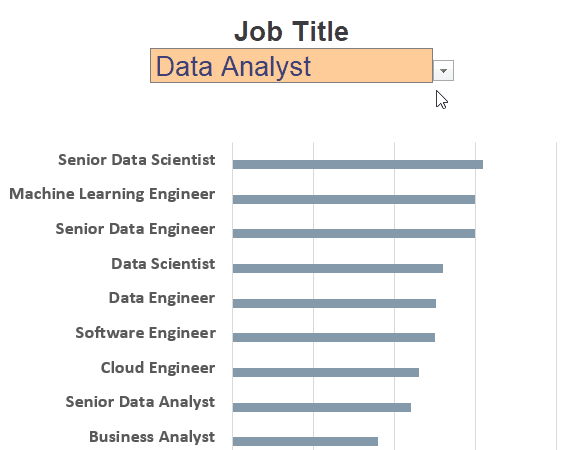 Job Title
Data Analyst
Senior Data Scientist
Machine Learning Engineer
Senior Data Engineer
Data Scientist
Data Engineer
Software Engineer
Cloud Engineer
Senior Data Analyst
Business Analyst